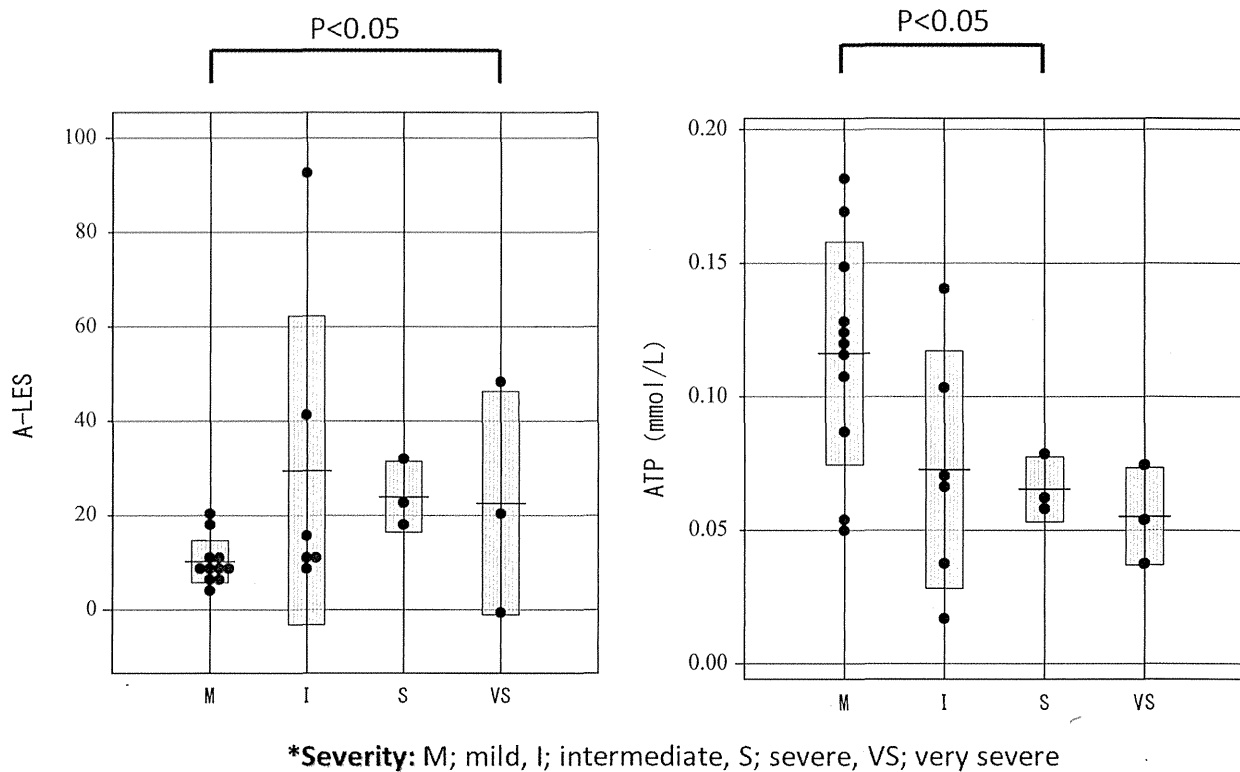 P<0.05
P<0.05
100
80
60
40
20
0
A-LES
M I S VS
0.20
0.15
0.10
0.05
0.00
ATP (mmol/L)
M I S VS
*Severity: M; mild, I; intermediate, S; severe, VS; very severe